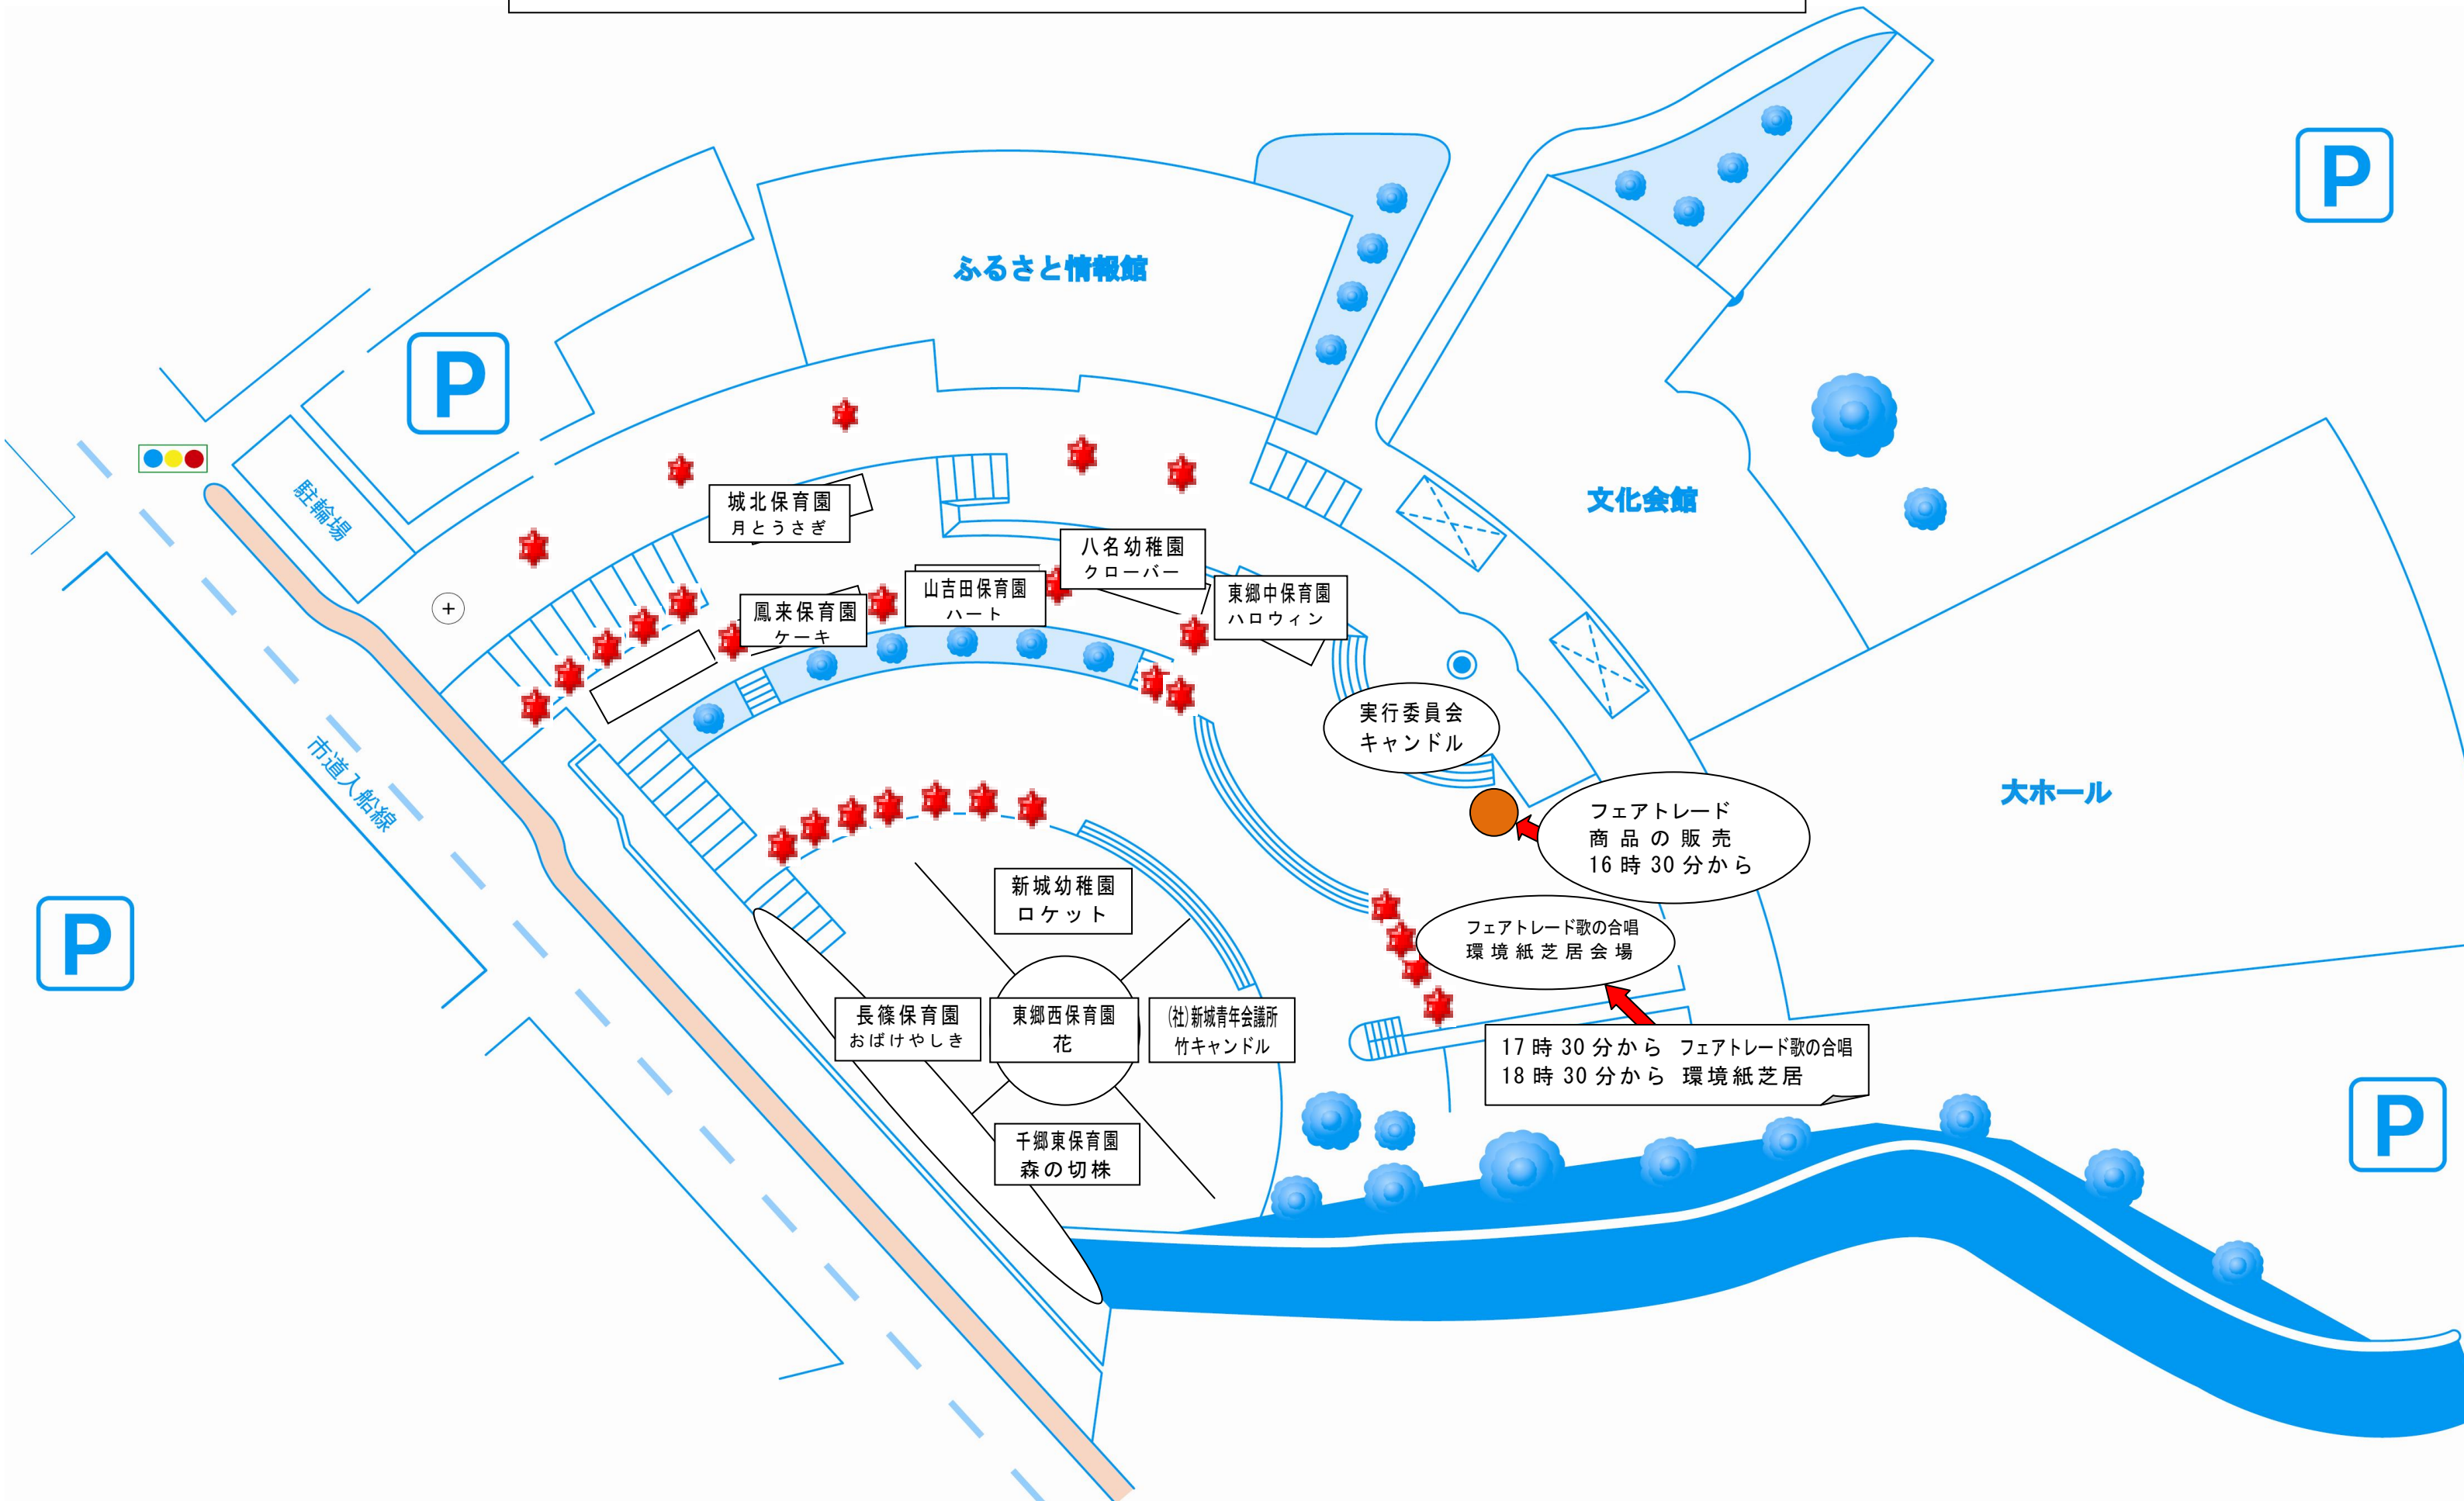 P
ふるさと情報館
P
文化会館
駐輪場
城北保育園
月とうさぎ
八名幼稚園
クローバー
山吉田保育園
ハート
東郷中保育園
ハロウィン
鳳来保育園
ケーキ
実行委員会
キャンドル
市道入船線
大ホール
フェアトレード
商品の販売
16時30分から
新城幼稚園
ロケット
フェアトレード歌の合唱
環境紙芝居会場
P
長篠保育園
おばけやしき
東郷西保育園
花
(社)新城青年会議所
竹キャンドル
17時30分から フェアトレード歌の合唱
18時30分から 環境紙芝居
P
千郷東保育園
森の切株